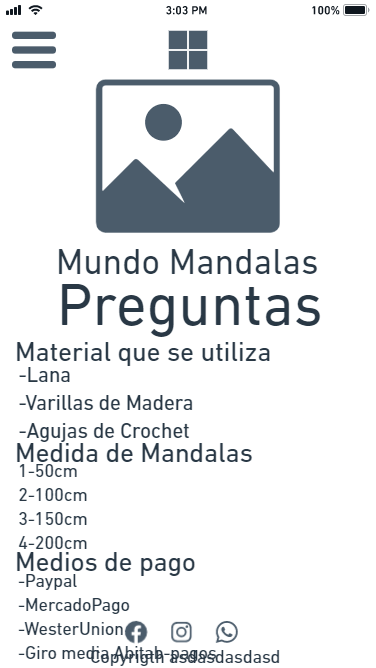 3:03 PM
100%
Mundo Mandalas
Preguntas
Material que se utiliza
-Lana
-Varillas de Madera
-Agujas de Crochet
Medida de Mandalas
1-50cm
2-100cm
3-150cm
4-200cm
Medios de pago
-Paypal
-MercadoPago
-WesterUnion
-Giro media Abitab-pagos
Copyrigth asdasdasdasd